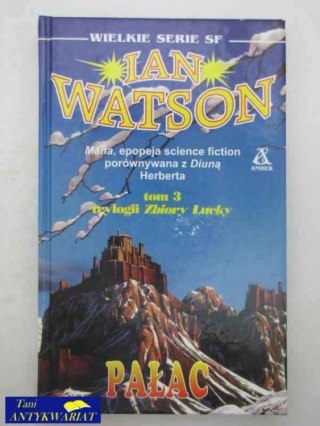 WIELKIE SERIE SF
IAN
WATSON
Mana, epopeja science fiction
porównywana z Diuną
Herberta
AMBER
tom 3
trylogii Zbiory Lucky
PAŁAC
Tani
ANTYKWARIAT